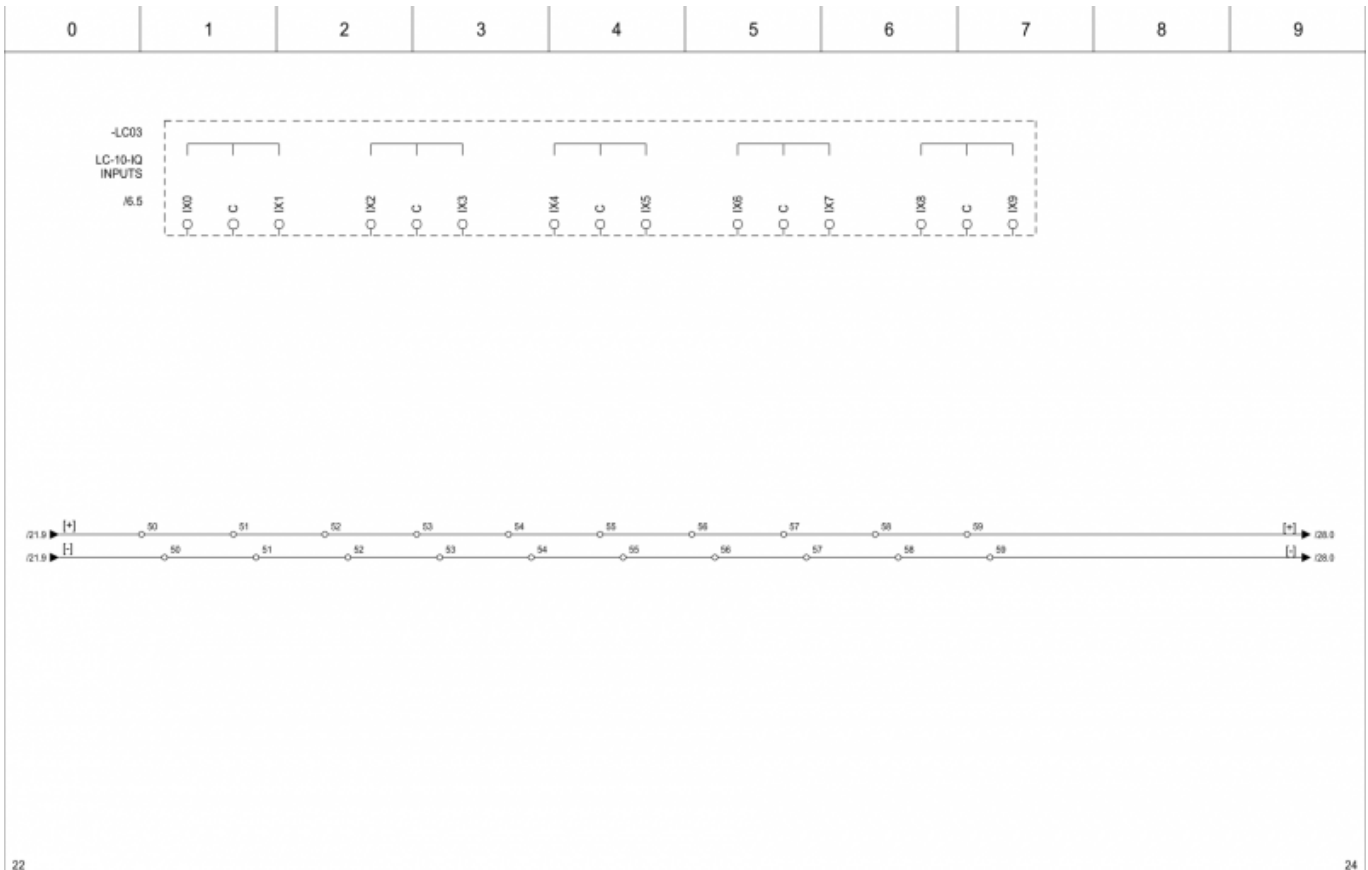 0 1 2 3 4 5 6 7 8 9
-LC03
LC-10-IQ
INPUTS
/6.5
IX0 C IX1 IX2 C IX3 IX4 C IX5 IX6 C IX7 IX8 C IX9
/21.9 [+] 50 51 52 53 54 55 56 57 58 59 [+] /28.0
/21.9 [-] 50 51 52 53 54 55 56 57 58 59 [-] /28.0
22 24